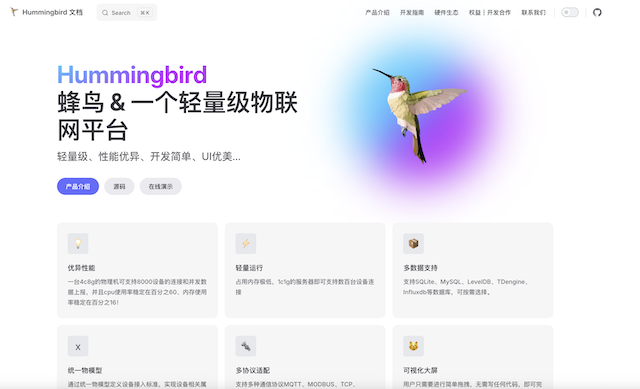 Hummingbird 文档
Search ⌘K
产品介绍 开发指南 硬件生态 权益 | 开发合作 联系我们
Hummingbird
蜂鸟 & 一个轻量级物联
网平台
轻量级、性能优异、开发简单、UI优美...
产品介绍 源码 在线演示
优异性能
一台4c8g的物理机可支持8000设备的连接和并发数
据上报，并且cpu使用率稳定在百分之60、内存使用
率稳定在百分之16！
轻量运行
占用内存极低，1c1g的服务器即可支持数百台设备连
接
多数据支持
支持SQLite、MySQL、LevelDB、TDengine、
Influxdb等数据库，可按需选择。
x
统一物模型
通过统一物模型定义设备接入标准，实现设备相关属
多协议适配
支持多种通信协议MQTT、MODBUS、TCP、
可视化大屏
用户只需要进行简单拖拽，无需写任何代码，即可完